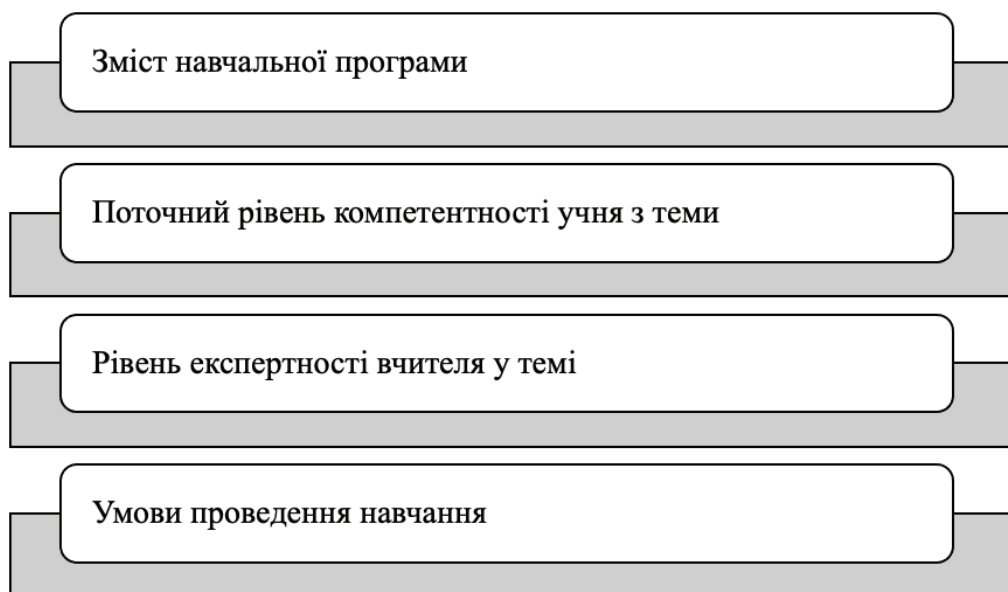 Зміст навчальної програми
Поточний рівень компетентності учня з теми
Рівень експертності вчителя у темі
Умови проведення навчання